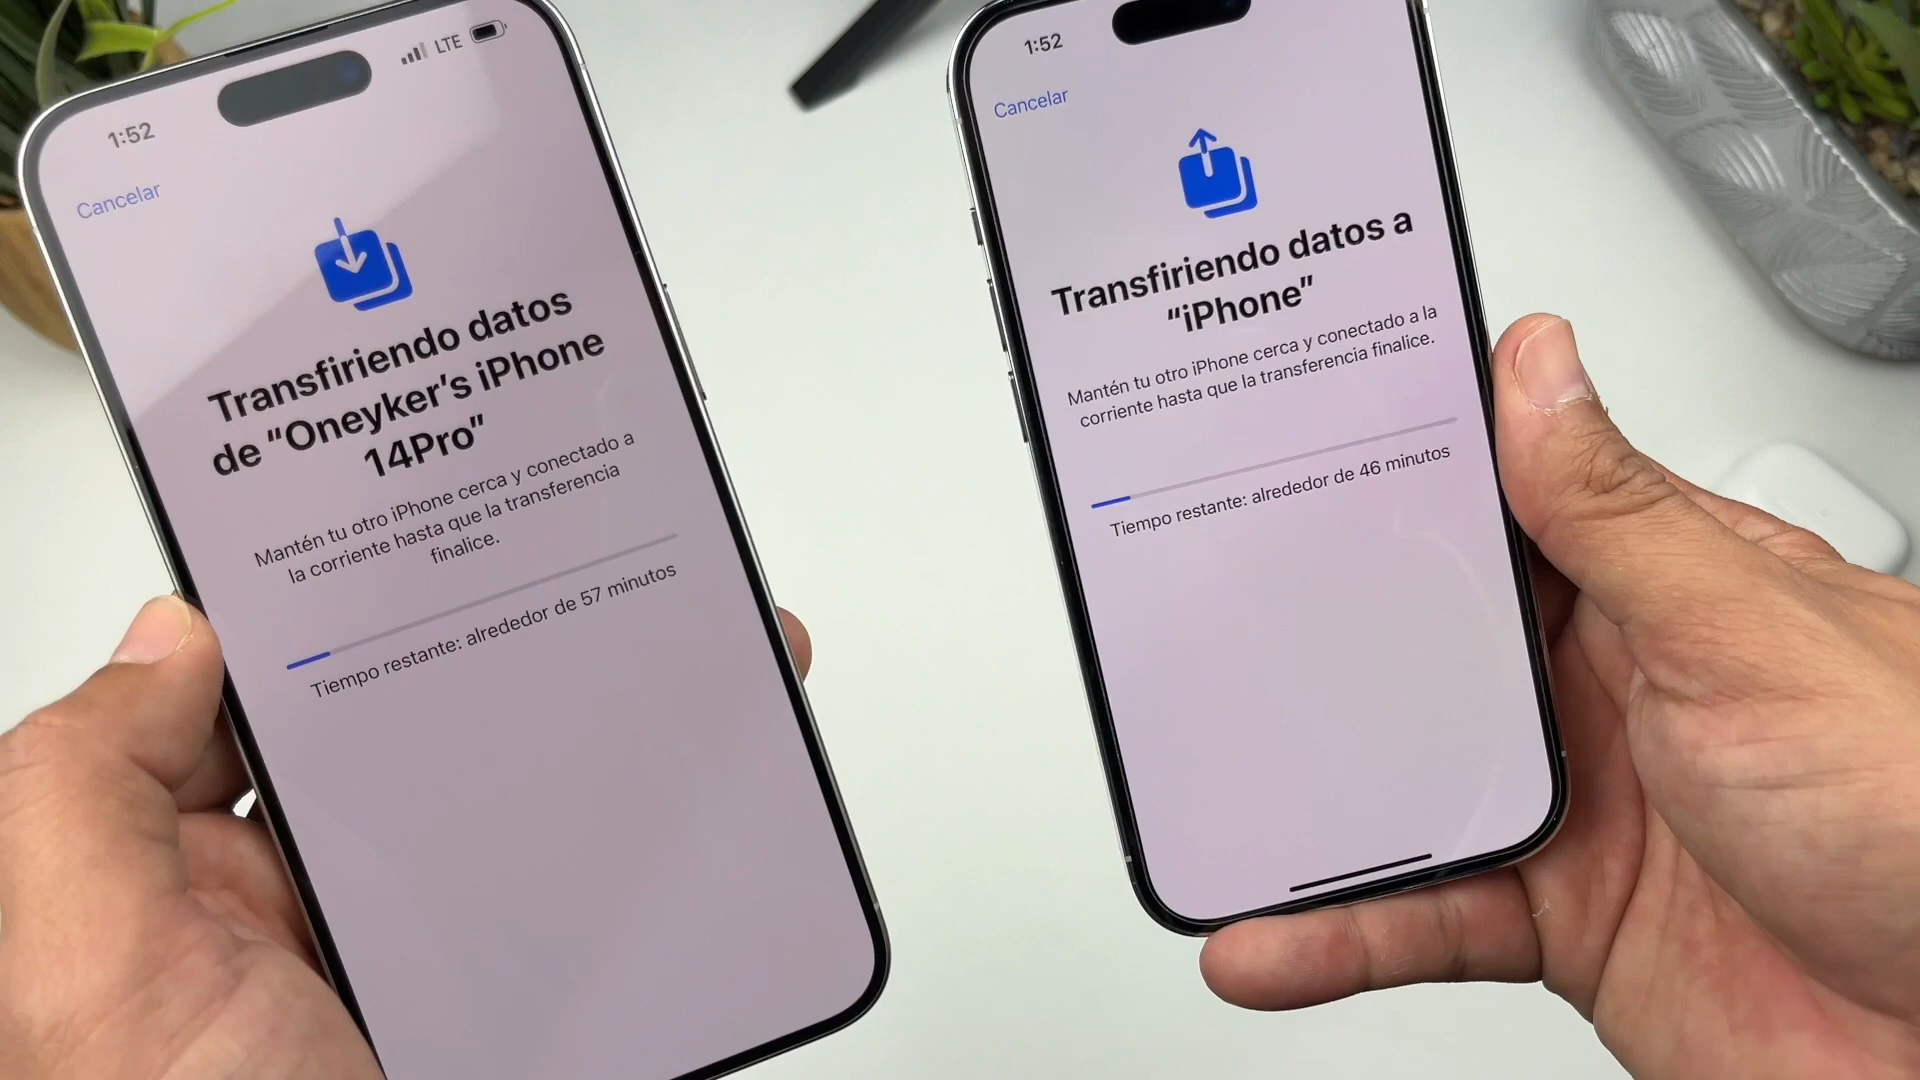 1:52
LTE
Cancelar
Transfiriendo datos
de “Oneyker’s iPhone
14Pro”
Mantén tu otro iPhone cerca y conectado a
la corriente hasta que la transferencia
finalice.
Tiempo restante: alrededor de 57 minutos
1:52
Cancelar
Transfiriendo datos a
“iPhone”
Mantén tu otro iPhone cerca y conectado a la
corriente hasta que la transferencia finalice.
Tiempo restante: alrededor de 46 minutos